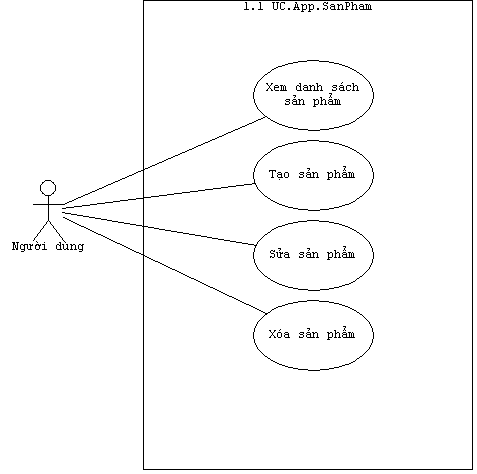 1.1 UC.App.SanPham
Xem danh sách
sản phẩm
Tạo sản phẩm
Người dùng
Sửa sản phẩm
Xóa sản phẩm